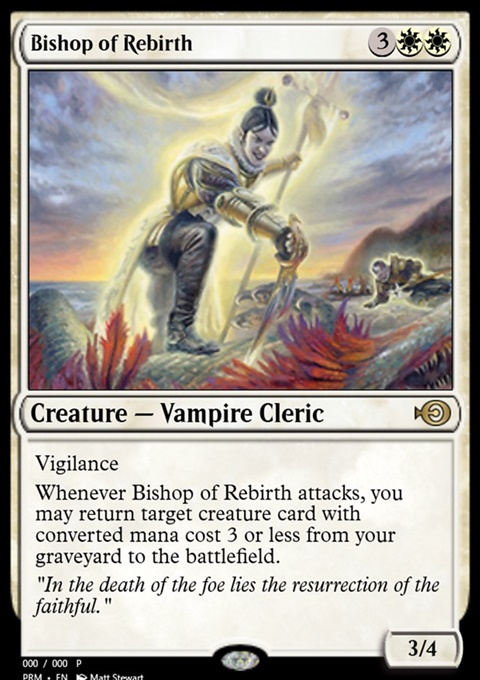 Bishop of Rebirth 3
Creature — Vampire Cleric
Vigilance
Whenever Bishop of Rebirth attacks, you
may return target creature card with
converted mana cost 3 or less from your
graveyard to the battlefield.
"In the death of the foe lies the resurrection of the
faithful."
3/4
000 / 000 P
PRM • EN Matt Stewart